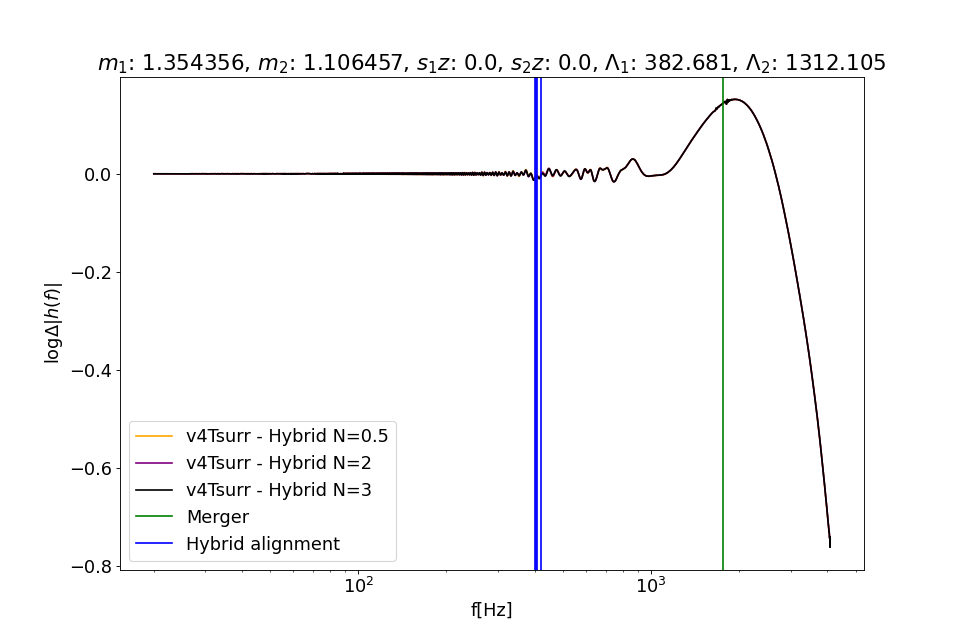 m₁: 1.354356, m₂: 1.106457, s₁z: 0.0, s₂z: 0.0, Λ₁: 382.681, Λ₂: 1312.105
0.0
−0.2
−0.4
−0.6
−0.8
logΔ|h(f)|
v4Tsurr - Hybrid N=0.5
v4Tsurr - Hybrid N=2
v4Tsurr - Hybrid N=3
Merger
Hybrid alignment
10² 10³
f[Hz]